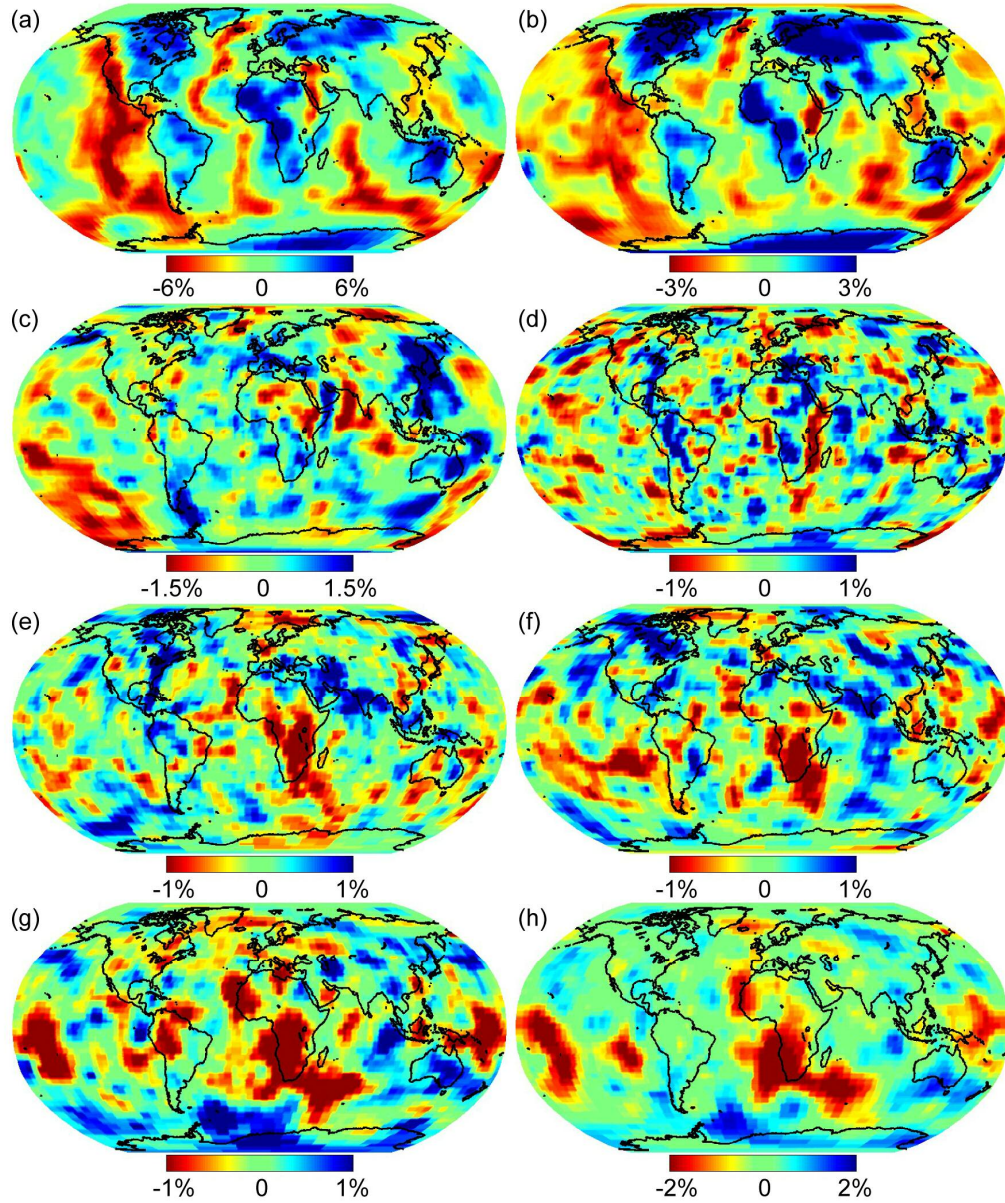 (a) (b)
-6% 0 6% -3% 0 3%
(c) (d)
-1.5% 0 1.5% -1% 0 1%
(e) (f)
-1% 0 1% -1% 0 1%
(g) (h)
-1% 0 1% -2% 0 2%